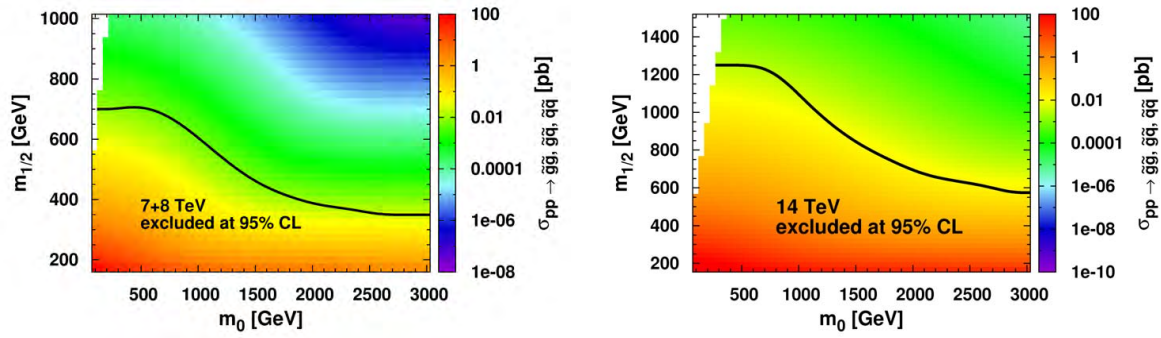 1000
800
600
400
200
m1/2 [GeV]
7+8 TeV
excluded at 95% CL
500 1000 1500 2000 2500 3000
m0 [GeV]
100
1
0.01
0.0001
1e-06
1e-08
σpp → g̃g̃, g̃q̃, q̃q̃ [pb]
1400
1200
1000
800
600
400
200
m1/2 [GeV]
14 TeV
excluded at 95% CL
500 1000 1500 2000 2500 3000
m0 [GeV]
100
1
0.01
0.0001
1e-06
1e-08
1e-10
σpp → g̃g̃, g̃q̃, q̃q̃ [pb]